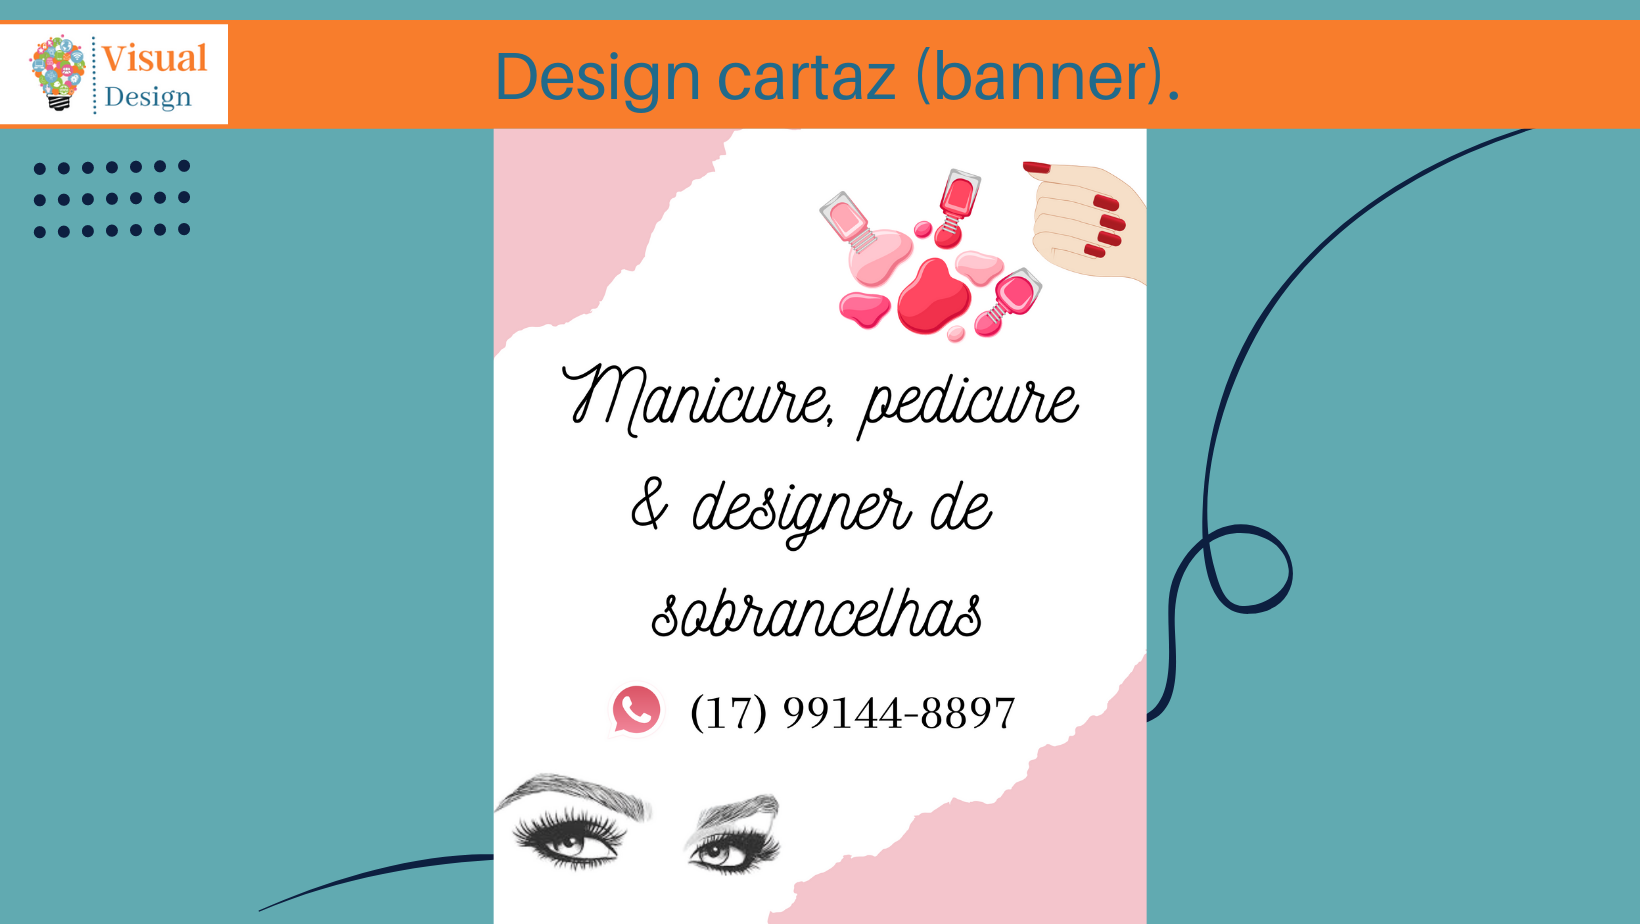 Visual
Design
Design cartaz (banner).
Manicure, pedicure
& designer de
sobrancelhas
(17) 99144-8897